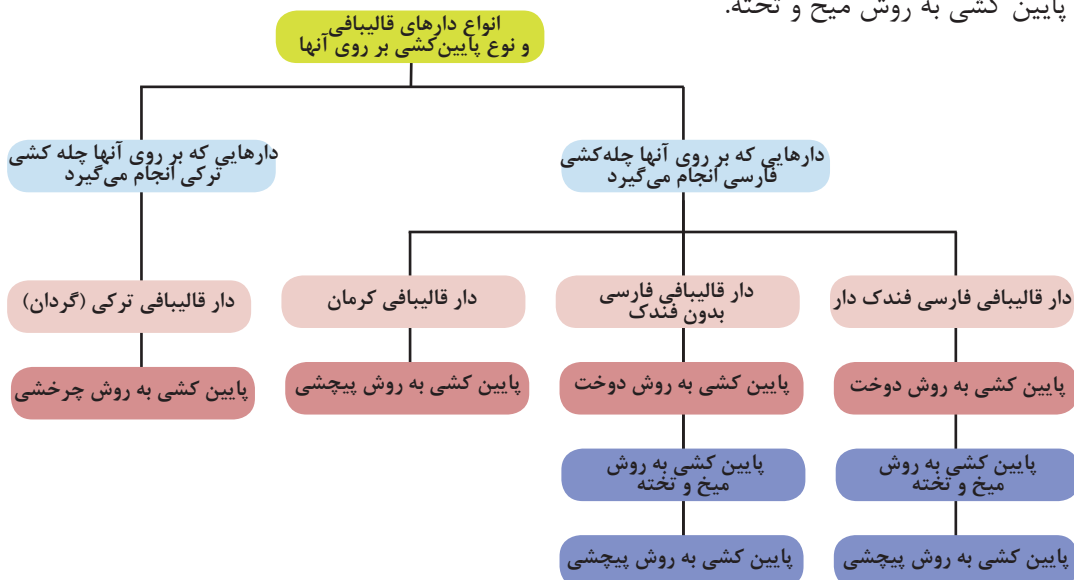 پایین کشی به روش میخ و تخته.
انواع دارهای قالیبافی
و نوع پایین‌کشی بر روی آنها
دارهایی که بر روی آنها چله‌کشی
فارسی انجام می‌گیرد
دارهایی که بر روی آنها چله کشی
ترکی انجام می‌گیرد
دار قالیبافی فارسی فندک دار
دار قالیبافی فارسی
بدون فندک
دار قالیبافی کرمان
دار قالیبافی ترکی (گردان)
پایین کشی به روش دوخت
پایین کشی به روش دوخت
پایین کشی به روش پیچشی
پایین کشی به روش چرخشی
پایین کشی به روش
میخ و تخته
پایین کشی به روش
میخ و تخته
پایین کشی به روش پیچشی
پایین کشی به روش پیچشی